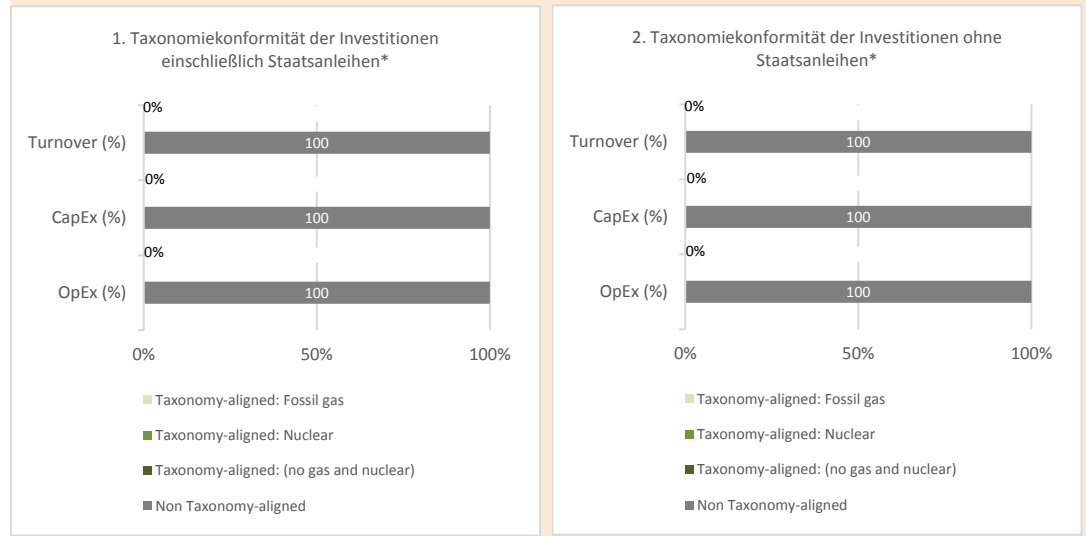 1. Taxonomiekonformität der Investitionen
einschließlich Staatsanleihen*
0%
Turnover (%)
100
0%
CapEx (%)
100
0%
OpEx (%)
100
0%
50%
100%
Taxonomy-aligned: Fossil gas
Taxonomy-aligned: Nuclear
Taxonomy-aligned: (no gas and nuclear)
Non Taxonomy-aligned
2. Taxonomiekonformität der Investitionen ohne
Staatsanleihen*
0%
Turnover (%)
100
0%
CapEx (%)
100
0%
OpEx (%)
100
0%
50%
100%
Taxonomy-aligned: Fossil gas
Taxonomy-aligned: Nuclear
Taxonomy-aligned: (no gas and nuclear)
Non Taxonomy-aligned